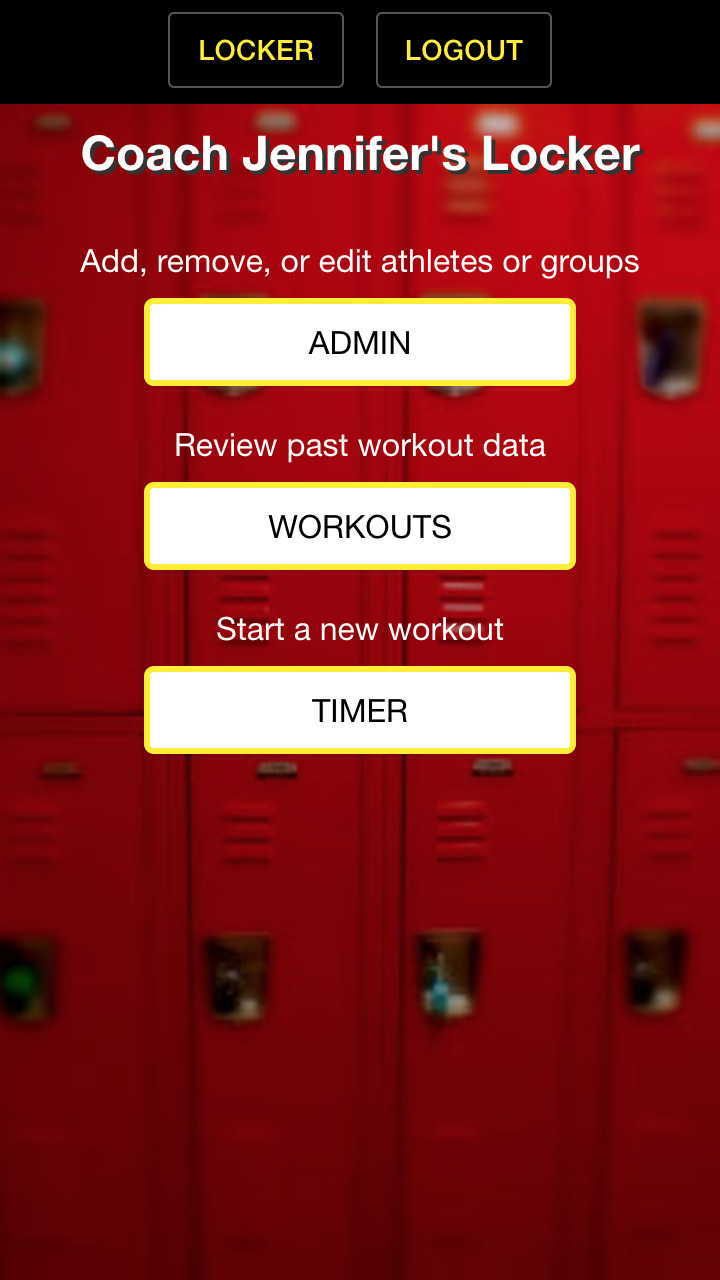 LOCKER LOGOUT
Coach Jennifer's Locker
Add, remove, or edit athletes or groups
ADMIN
Review past workout data
WORKOUTS
Start a new workout
TIMER